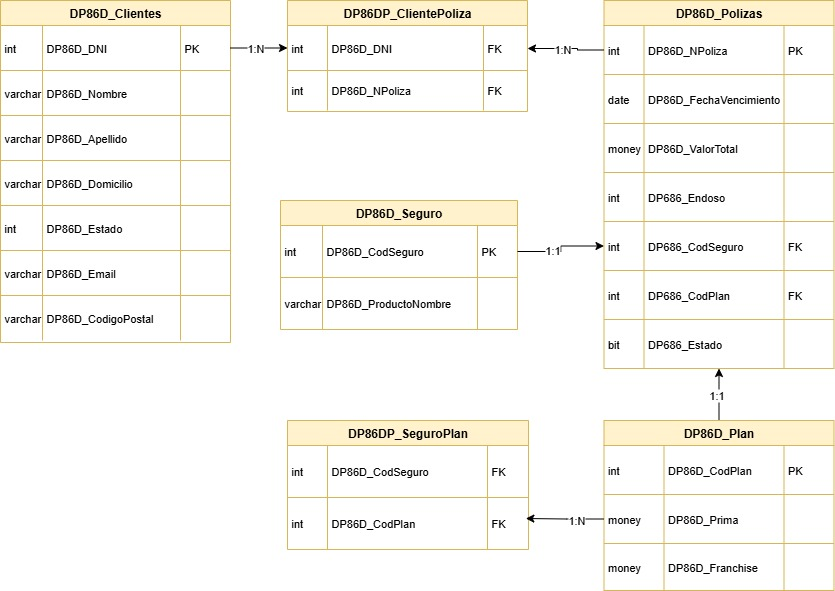 DP86D_Clientes
int DP86D_DNI PK
varchar DP86D_Nombre
varchar DP86D_Apellido
varchar DP86D_Domicilio
int DP86D_Estado
varchar DP86D_Email
varchar DP86D_CodigoPostal
1:N
DP86DP_ClientePoliza
int DP86D_DNI FK
int DP86D_NPoliza FK
1:N
DP86D_Polizas
int DP86D_NPoliza PK
date DP86D_FechaVencimiento
money DP86D_ValorTotal
int DP686_Endoso
int DP686_CodSeguro FK
int DP686_CodPlan FK
bit DP686_Estado
DP86D_Seguro
int DP86D_CodSeguro PK
varchar DP86D_ProductoNombre
1:1
1:1
DP86DP_SeguroPlan
int DP86D_CodSeguro FK
int DP86D_CodPlan FK
1:N
DP86D_Plan
int DP86D_CodPlan PK
money DP86D_Prima
money DP86D_Franchise